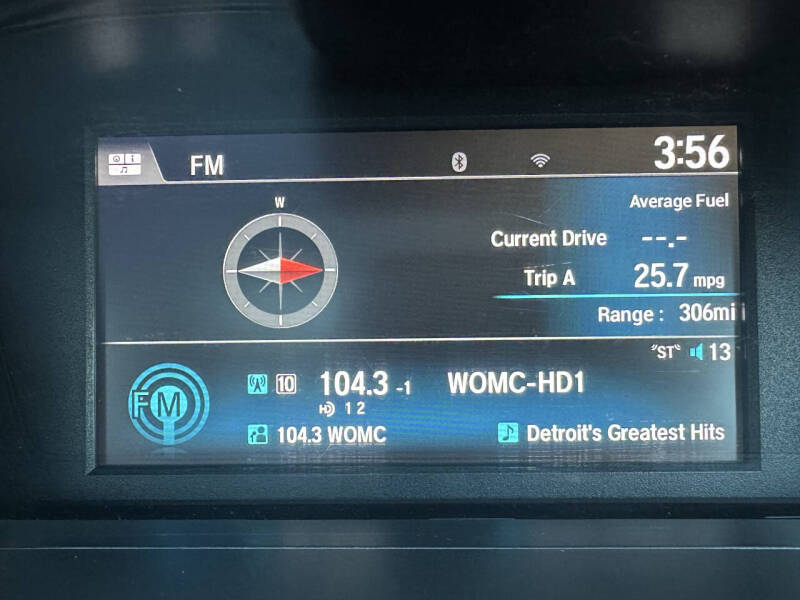 FM 3:56
W
Average Fuel
Current Drive --.-
Trip A 25.7 mpg
Range : 306mi
"ST" 13
FM
10 104.3 -1 WOMC-HD1
HD 1 2
104.3 WOMC
Detroit's Greatest Hits